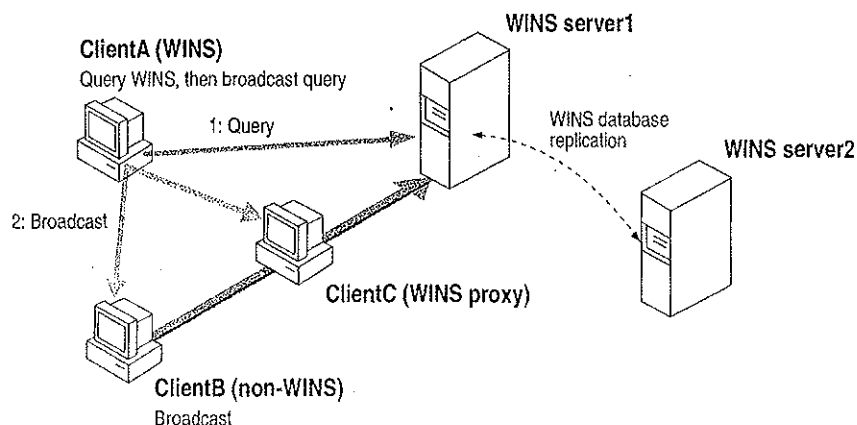 WINS server1
ClientA (WINS)
Query WINS, then broadcast query
1: Query
WINS database
replication
WINS server2
2: Broadcast
ClientC (WINS proxy)
ClientB (non-WINS)
Broadcast